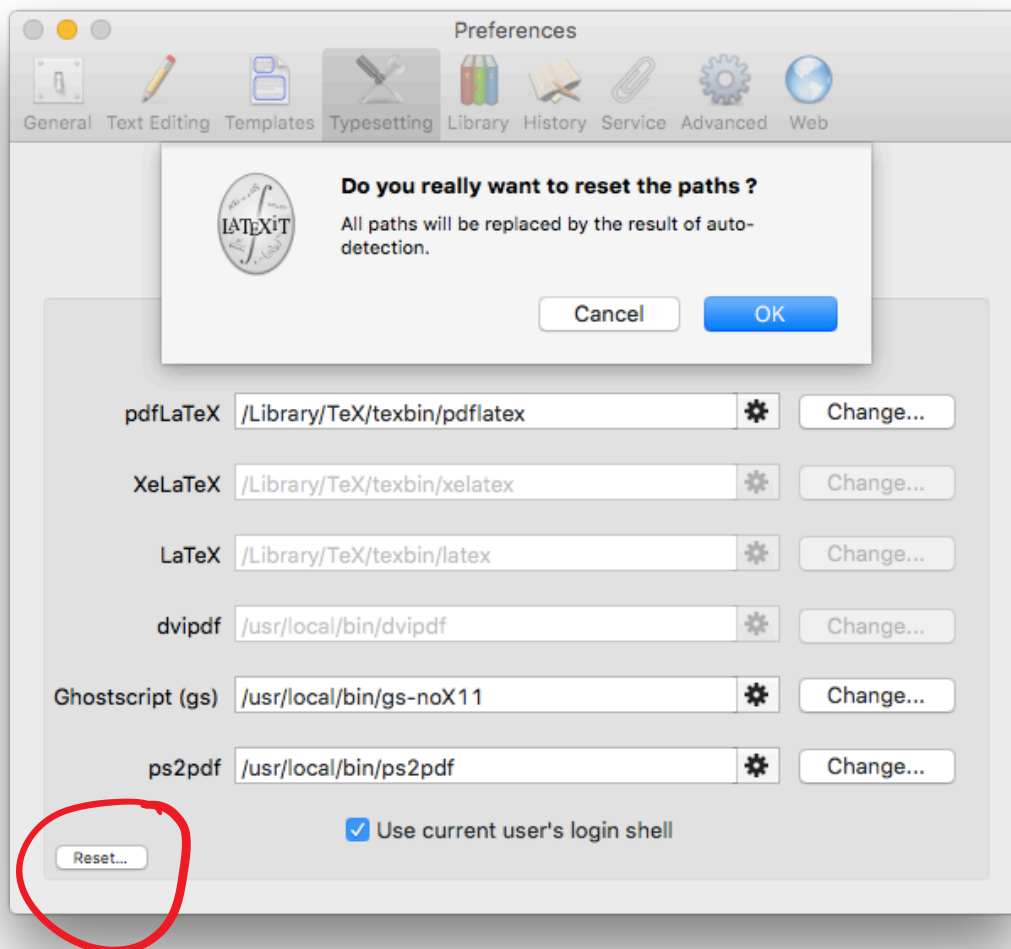 Preferences
General Text Editing Templates Typesetting Library History Service Advanced Web
LATEXiT
Do you really want to reset the paths ?
All paths will be replaced by the result of auto-
detection.
Cancel OK
pdfLaTeX /Library/TeX/texbin/pdflatex Change...
XeLaTeX /Library/TeX/texbin/xelatex Change...
LaTeX /Library/TeX/texbin/latex Change...
dvipdf /usr/local/bin/dvipdf Change...
Ghostscript (gs) /usr/local/bin/gs-noX11 Change...
ps2pdf /usr/local/bin/ps2pdf Change...
Use current user's login shell
Reset...